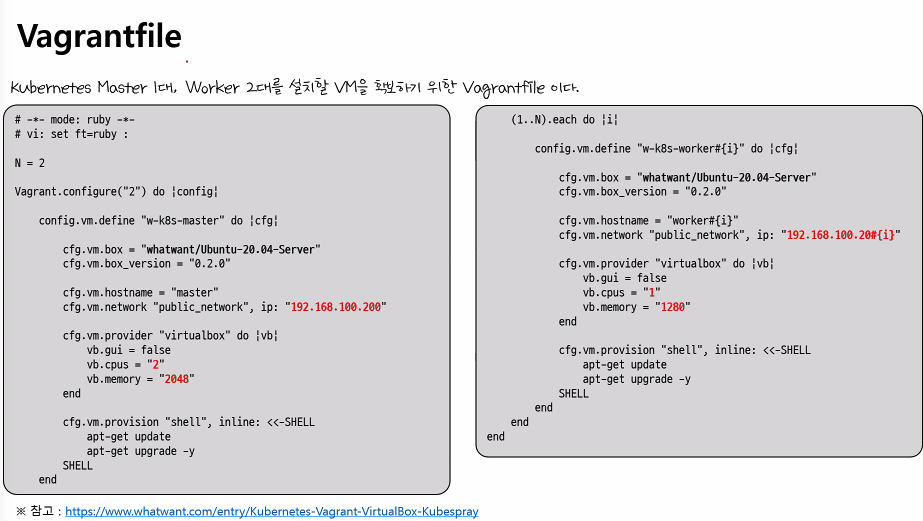 Vagrantfile
Kubernetes Master 1대, Worker 2대를 설치할 VM을 확보하기 위한 Vagrantfile 이다.
# -*- mode: ruby -*-
# vi: set ft=ruby :
N = 2
Vagrant.configure("2") do |config|
config.vm.define "w-k8s-master" do |cfg|
cfg.vm.box = "whatwant/Ubuntu-20.04-Server"
cfg.vm.box_version = "0.2.0"
cfg.vm.hostname = "master"
cfg.vm.network "public_network", ip: "192.168.100.200"
cfg.vm.provider "virtualbox" do |vb|
vb.gui = false
vb.cpus = "2"
vb.memory = "2048"
end
cfg.vm.provision "shell", inline: <<-SHELL
apt-get update
apt-get upgrade -y
SHELL
end
(1..N).each do |i|
config.vm.define "w-k8s-worker#{i}" do |cfg|
cfg.vm.box = "whatwant/Ubuntu-20.04-Server"
cfg.vm.box_version = "0.2.0"
cfg.vm.hostname = "worker#{i}"
cfg.vm.network "public_network", ip: "192.168.100.20#{i}"
cfg.vm.provider "virtualbox" do |vb|
vb.gui = false
vb.cpus = "1"
vb.memory = "1280"
end
cfg.vm.provision "shell", inline: <<-SHELL
apt-get update
apt-get upgrade -y
SHELL
end
end
end
※ 참고 : https://www.whatwant.com/entry/Kubernetes-Vagrant-VirtualBox-Kubespray